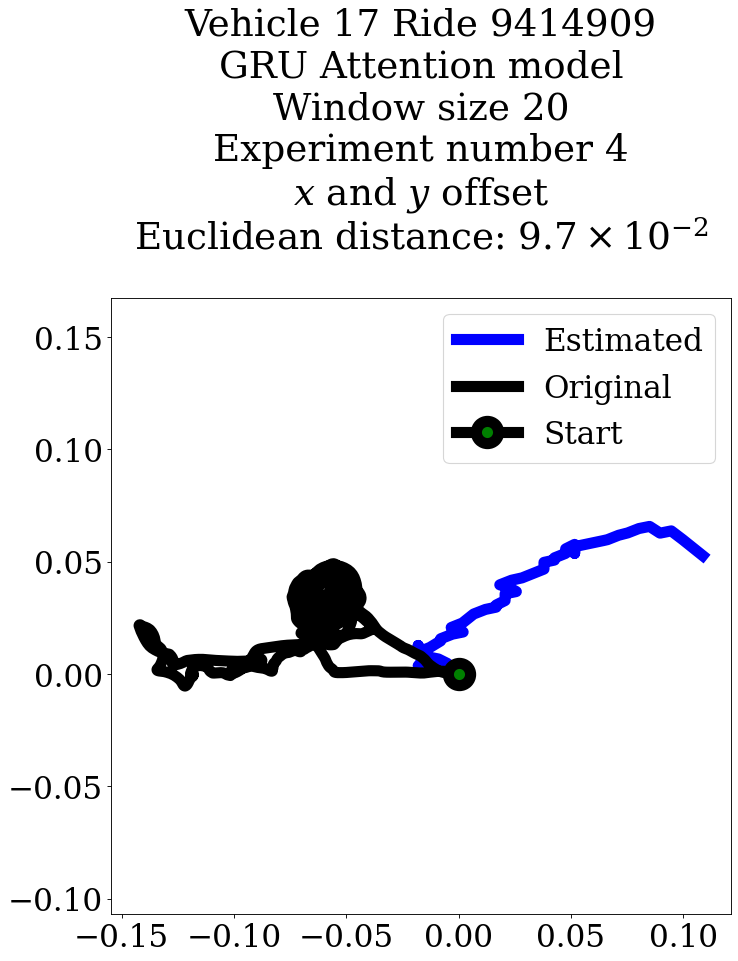 Vehicle 17 Ride 9414909
GRU Attention model
Window size 20
Experiment number 4
x and y offset
Euclidean distance: 9.7 × 10⁻²
Estimated
Original
Start
0.15
0.10
0.05
0.00
−0.05
−0.10
−0.15 −0.10 −0.05 0.00 0.05 0.10